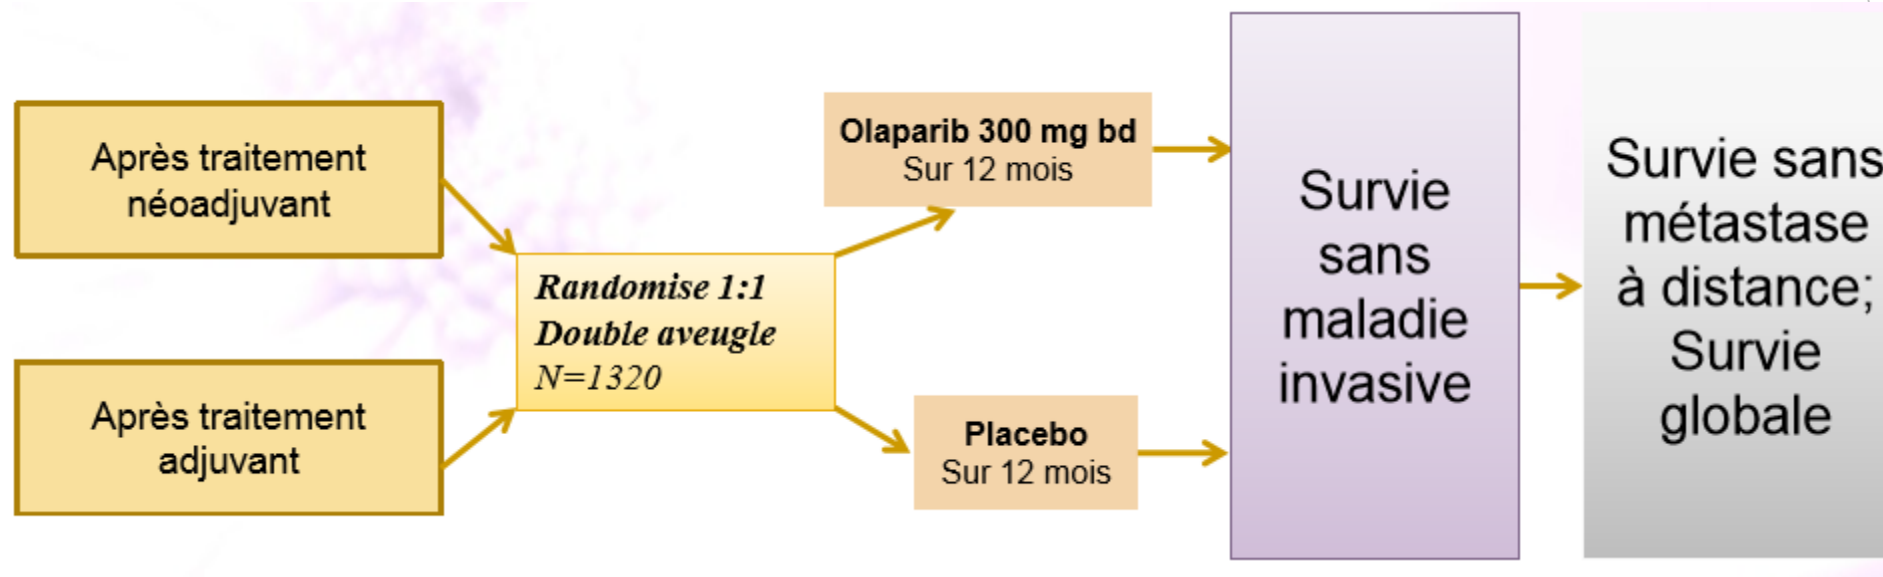 Après traitement
néoadjuvant
Après traitement
adjuvant
Randomise 1:1
Double aveugle
N=1320
Olaparib 300 mg bd
Sur 12 mois
Placebo
Sur 12 mois
Survie
sans
maladie
invasive
Survie sans
métastase
à distance;
Survie
globale